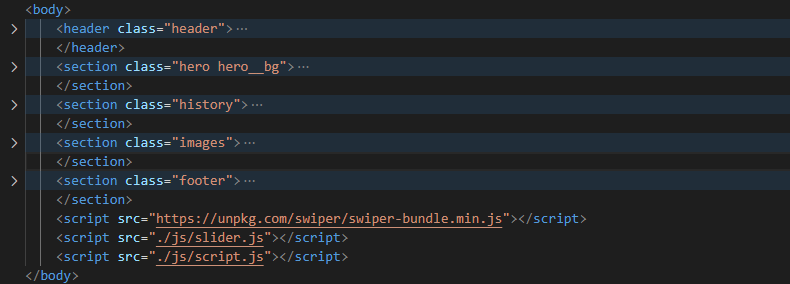 <body>
<header class="header">…
</header>
<section class="hero hero__bg">…
</section>
<section class="history">…
</section>
<section class="images">…
</section>
<section class="footer">…
</section>
<script src="https://unpkg.com/swiper/swiper-bundle.min.js"></script>
<script src="./js/slider.js"></script>
<script src="./js/script.js"></script>
</body>